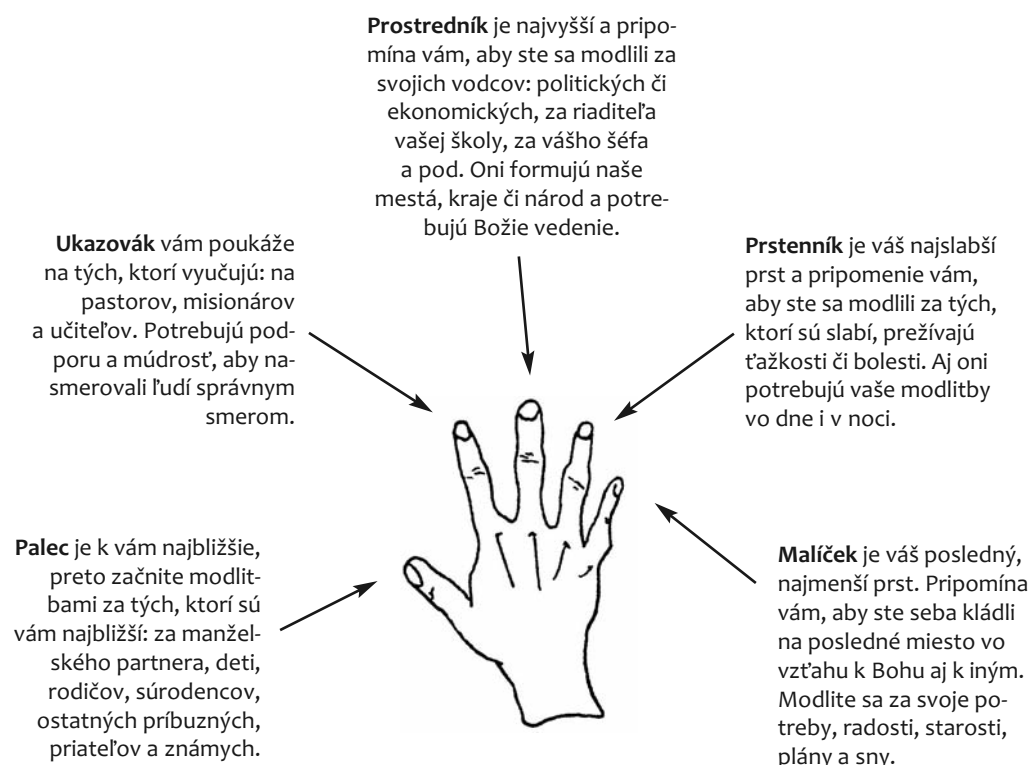 Prostredník je najvyšší a pripo-
mína vám, aby ste sa modlili za
svojich vodcov: politických či
ekonomických, za riaditeľa
vašej školy, za vášho šéfa
a pod. Oni formujú naše
mestá, kraje či národ a potre-
bujú Božie vedenie.
Ukazovák vám poukáže
na tých, ktorí vyučujú: na
pastorov, misionárov
a učiteľov. Potrebujú pod-
poru a múdrosť, aby na-
smerovali ľudí správnym
smerom.
Prstenník je váš najslabší
prst a pripomenie vám,
aby ste sa modlili za tých,
ktorí sú slabí, prežívajú
ťažkosti či bolesti. Aj oni
potrebujú vaše modlitby
vo dne i v noci.
Palec je k vám najbližšie,
preto začnite modlit-
bami za tých, ktorí sú
vám najbližší: za manžel-
ského partnera, deti,
rodičov, súrodencov,
ostatných príbuzných,
priateľov a známych.
Malíček je váš posledný,
najmenší prst. Pripomína
vám, aby ste seba kládli
na posledné miesto vo
vzťahu k Bohu aj k iným.
Modlite sa za svoje po-
treby, radosti, starosti,
plány a sny.